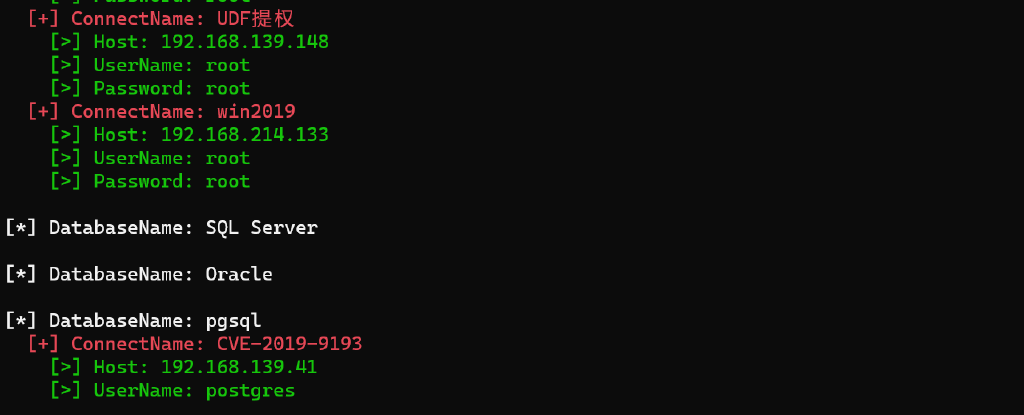 [+] ConnectName: UDF提权
[>] Host: 192.168.139.148
[>] UserName: root
[>] Password: root
[+] ConnectName: win2019
[>] Host: 192.168.214.133
[>] UserName: root
[>] Password: root
[*] DatabaseName: SQL Server
[*] DatabaseName: Oracle
[*] DatabaseName: pgsql
[+] ConnectName: CVE-2019-9193
[>] Host: 192.168.139.41
[>] UserName: postgres